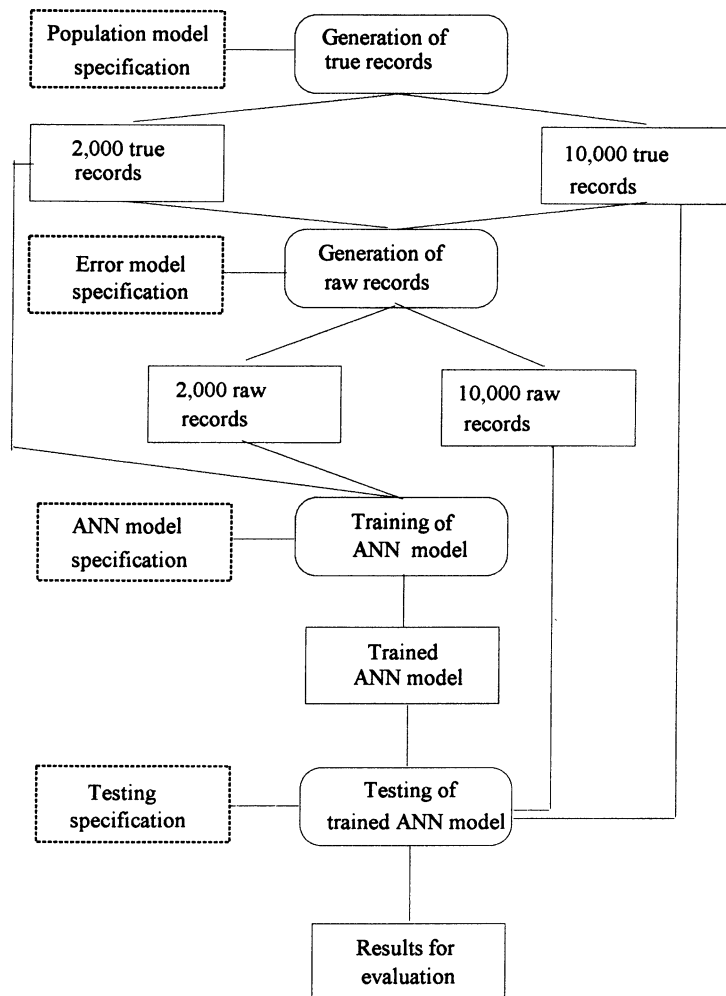 Population model
specification
Generation of
true records
2,000 true
records
10,000 true
records
Error model
specification
Generation of
raw records
2,000 raw
records
10,000 raw
records
ANN model
specification
Training of
ANN model
Trained
ANN model
Testing
specification
Testing of
trained ANN model
Results for
evaluation